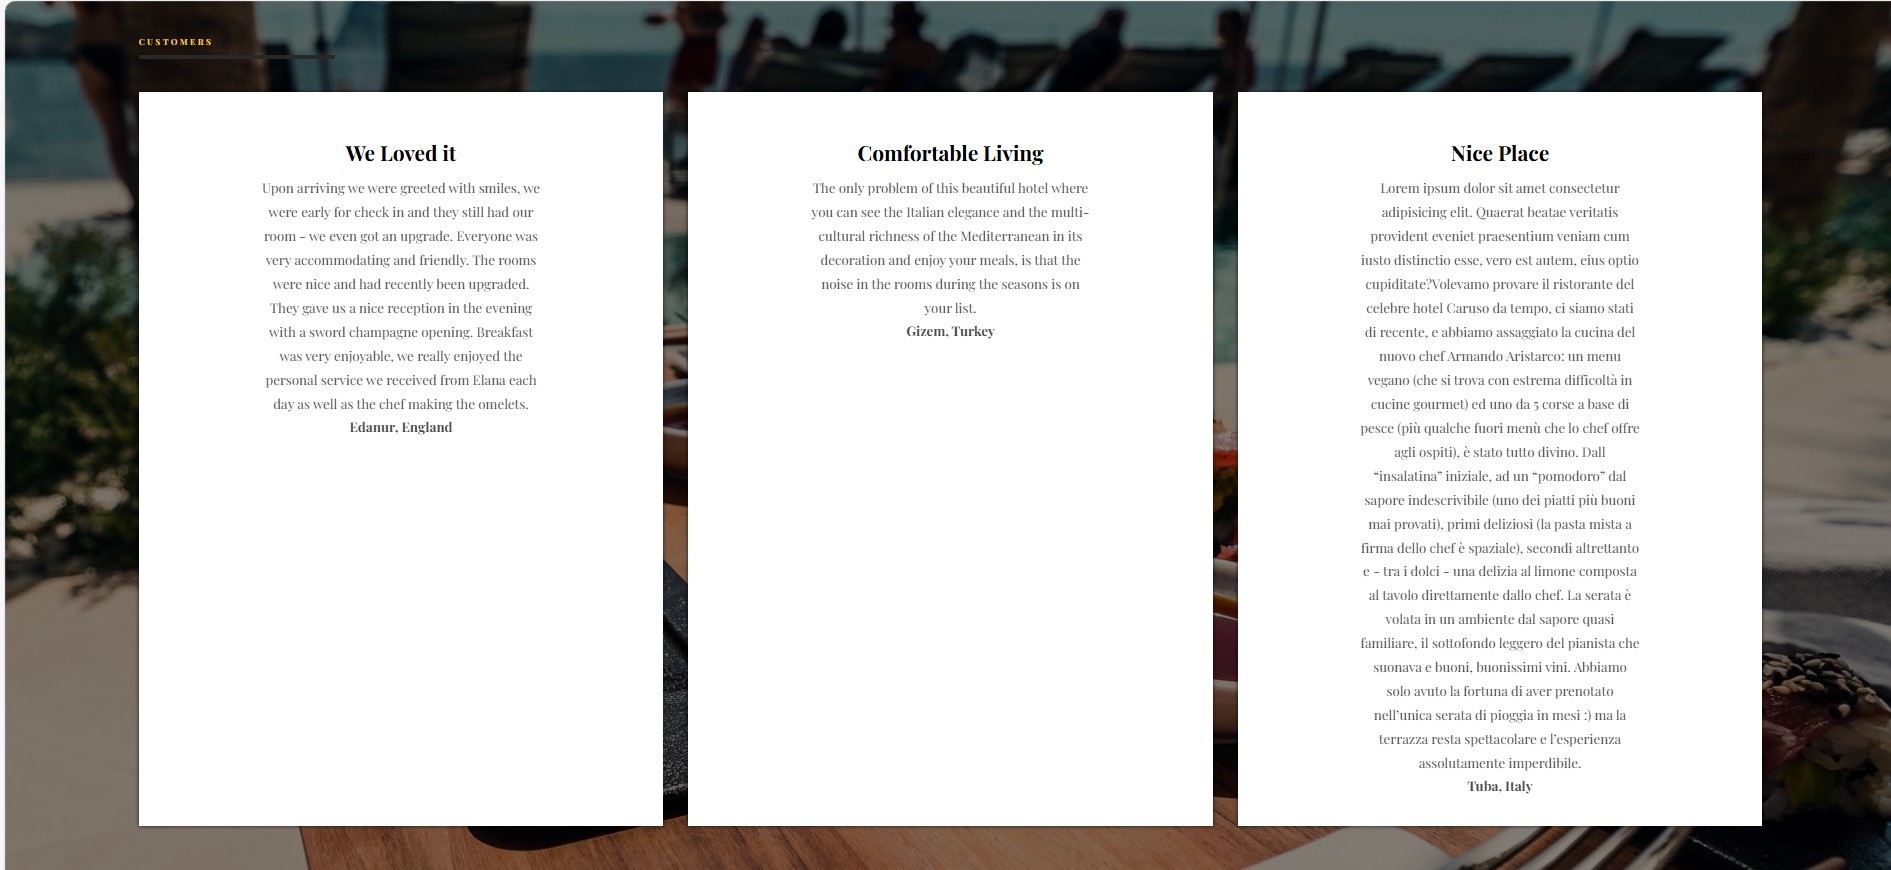 CUSTOMERS
We Loved it
Upon arriving we were greeted with smiles, we
were early for check in and they still had our
room - we even got an upgrade. Everyone was
very accommodating and friendly. The rooms
were nice and had recently been upgraded.
They gave us a nice reception in the evening
with a sword champagne opening. Breakfast
was very enjoyable, we really enjoyed the
personal service we received from Elana each
day as well as the chef making the omelets.
Edanur, England
Comfortable Living
The only problem of this beautiful hotel where
you can see the Italian elegance and the multi-
cultural richness of the Mediterranean in its
decoration and enjoy your meals, is that the
noise in the rooms during the seasons is on
your list.
Gizem, Turkey
Nice Place
Lorem ipsum dolor sit amet consectetur
adipisicing elit. Quaerat beatae veritatis
provident eveniet praesentium veniam cum
iusto distinctio esse, vero est autem, eius optio
cupiditate?Volevamo provare il ristorante del
celebre hotel Caruso da tempo, ci siamo stati
di recente, e abbiamo assaggiato la cucina del
nuovo chef Armando Aristarco: un menu
vegano (che si trova con estrema difficoltà in
cucine gourmet) ed uno da 5 corse a base di
pesce (più qualche fuori menù che lo chef offre
agli ospiti), è stato tutto divino. Dall
“insalatina” iniziale, ad un “pomodoro” dal
sapore indescrivibile (uno dei piatti più buoni
mai provati), primi deliziosi (la pasta mista a
firma dello chef è spaziale), secondi altrettanto
e - tra i dolci - una delizia al limone composta
al tavolo direttamente dallo chef. La serata è
volata in un ambiente dal sapore quasi
familiare, il sottofondo leggero del pianista che
suonava e buoni, buonissimi vini. Abbiamo
solo avuto la fortuna di aver prenotato
nell’unica serata di pioggia in mesi :) ma la
terrazza resta spettacolare e l’esperienza
assolutamente imperdibile.
Tuba, Italy